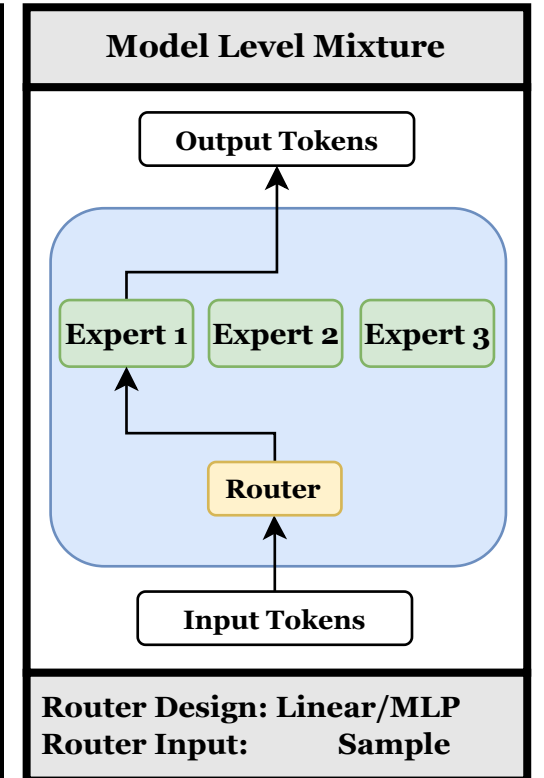 Model Level Mixture
Output Tokens
Expert 1 Expert 2 Expert 3
Router
Input Tokens
Router Design: Linear/MLP
Router Input: Sample